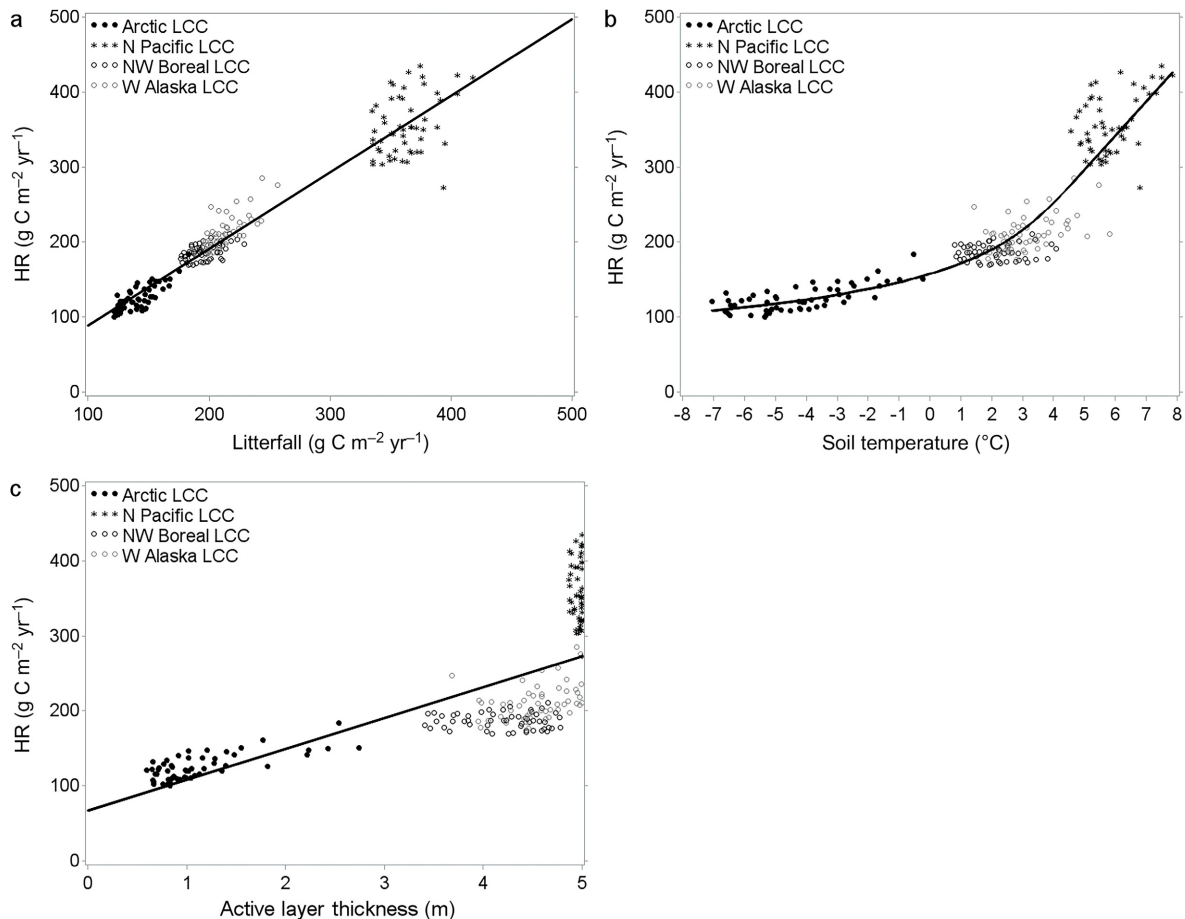 a
Arctic LCC
N Pacific LCC
NW Boreal LCC
W Alaska LCC
500
400
300
200
100
0
HR (g C m⁻² yr⁻¹)
100 200 300 400 500
Litterfall (g C m⁻² yr⁻¹)
b
Arctic LCC
N Pacific LCC
NW Boreal LCC
W Alaska LCC
500
400
300
200
100
0
HR (g C m⁻² yr⁻¹)
-8 -7 -6 -5 -4 -3 -2 -1 0 1 2 3 4 5 6 7 8
Soil temperature (°C)
c
Arctic LCC
N Pacific LCC
NW Boreal LCC
W Alaska LCC
500
400
300
200
100
0
HR (g C m⁻² yr⁻¹)
0 1 2 3 4 5
Active layer thickness (m)